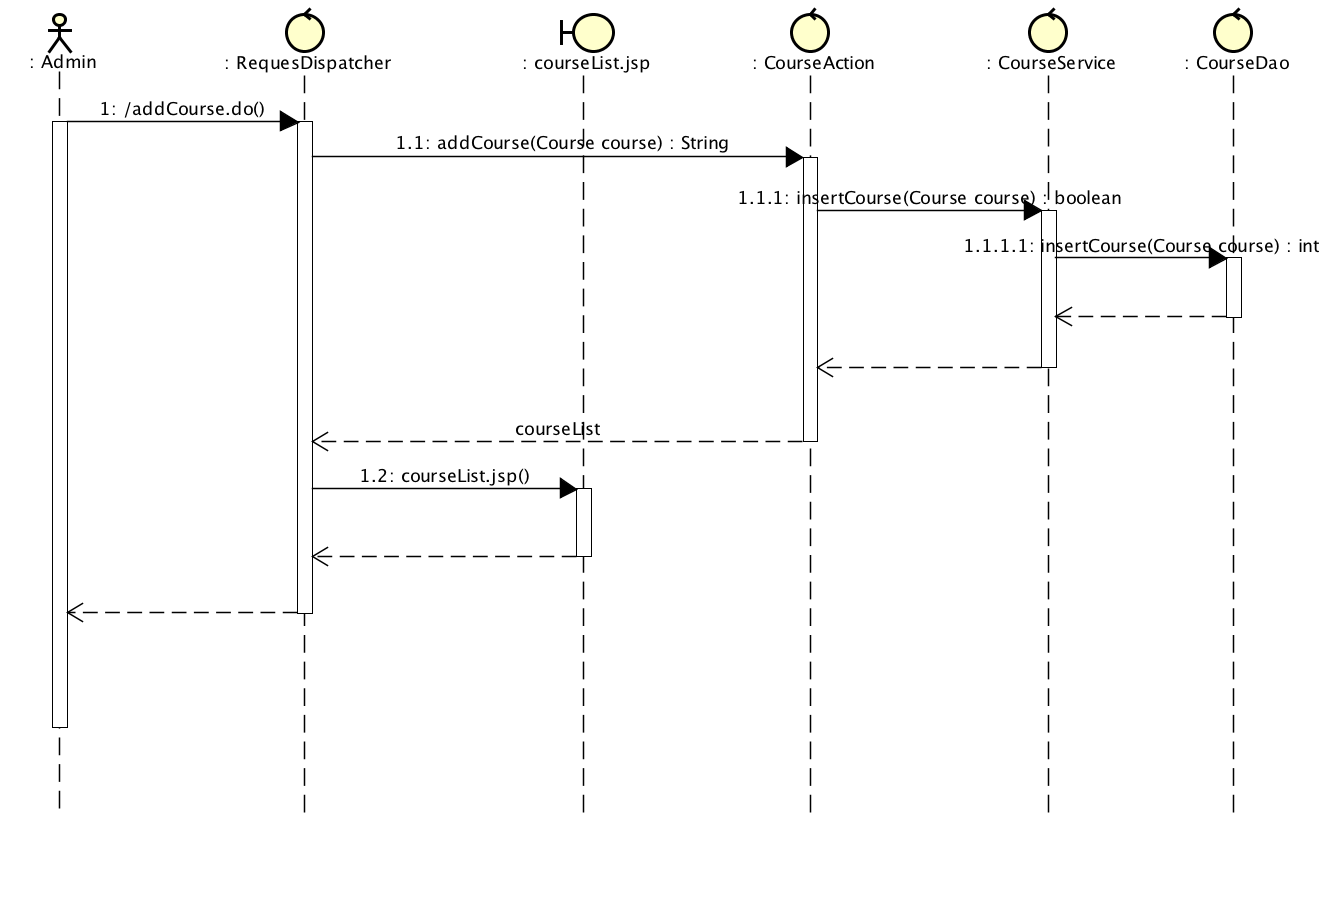 : Admin
: RequesDispatcher
: courseList.jsp
: CourseAction
: CourseService
: CourseDao
1: /addCourse.do()
1.1: addCourse(Course course) : String
1.1.1: insertCourse(Course course) : boolean
1.1.1.1: insertCourse(Course course) : int
courseList
1.2: courseList.jsp()